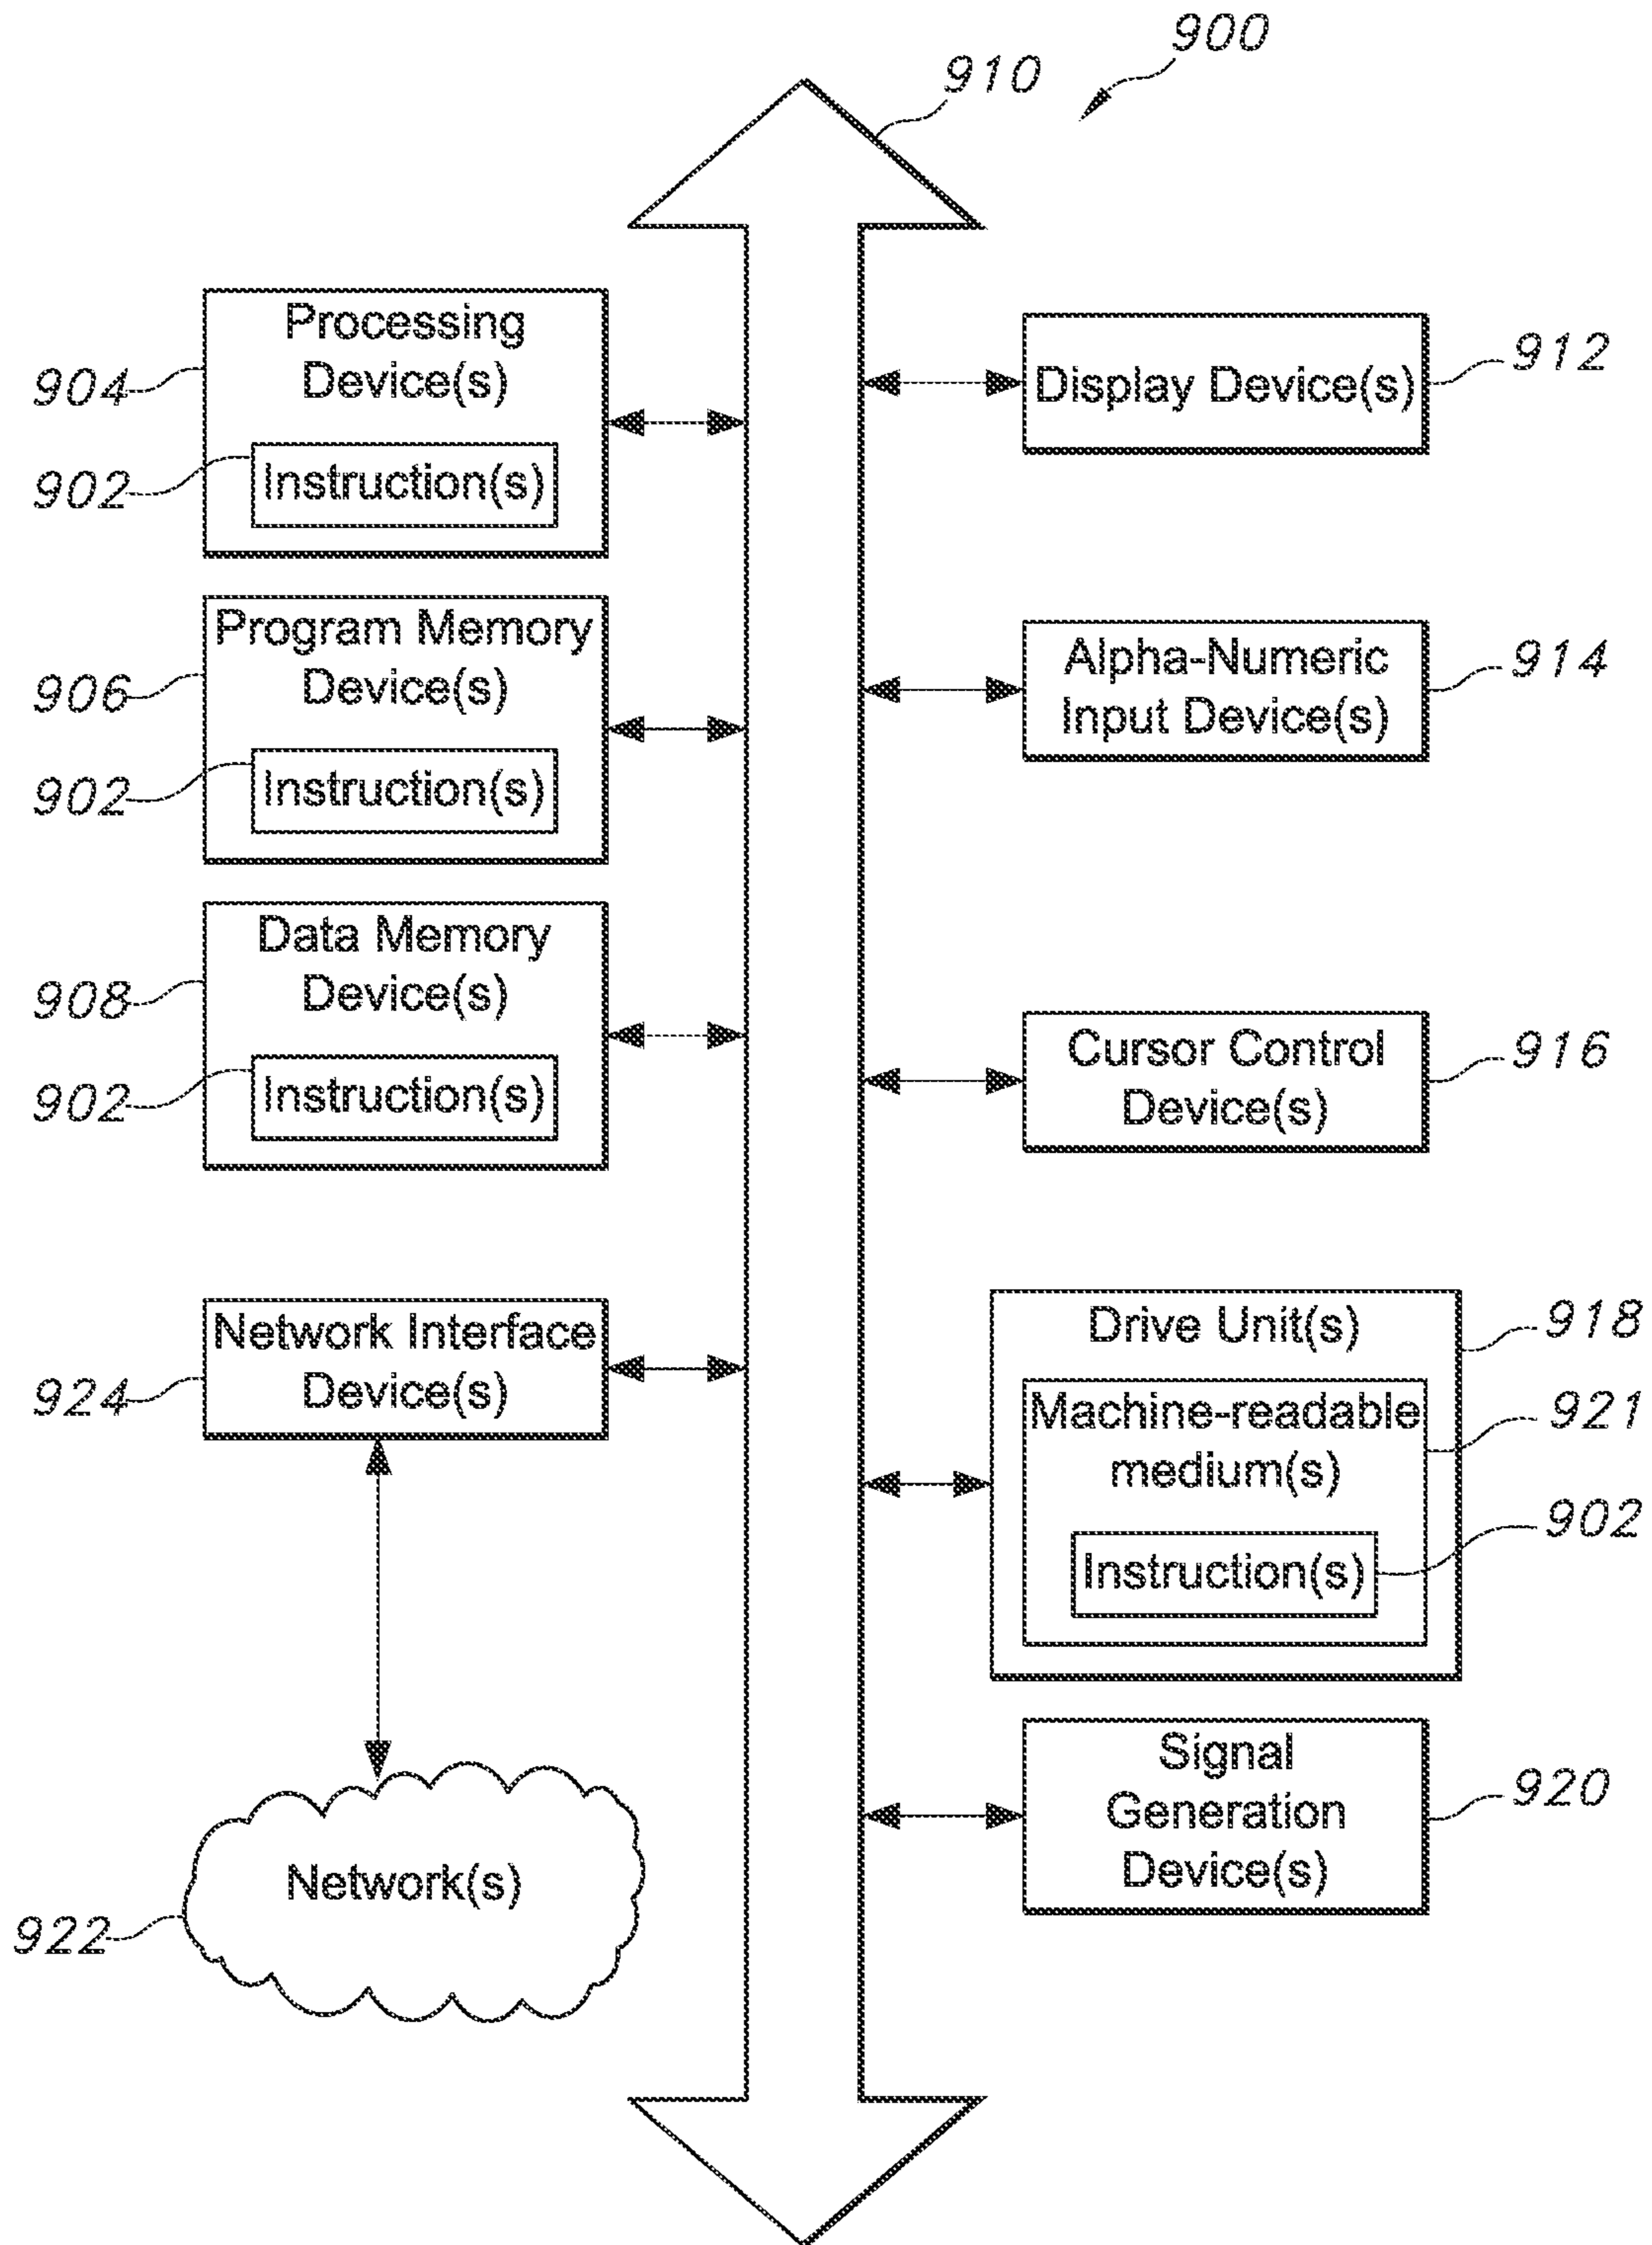 900
910
Processing
Device(s)
904
902
Instruction(s)
Program Memory
Device(s)
906
902
Instruction(s)
Data Memory
Device(s)
908
902
Instruction(s)
Network Interface
Device(s)
924
Network(s)
922
Display Device(s)
912
Alpha-Numeric
Input Device(s)
914
Cursor Control
Device(s)
916
Drive Unit(s)
918
Machine-readable
medium(s)
921
902
Instruction(s)
Signal
Generation
Device(s)
920